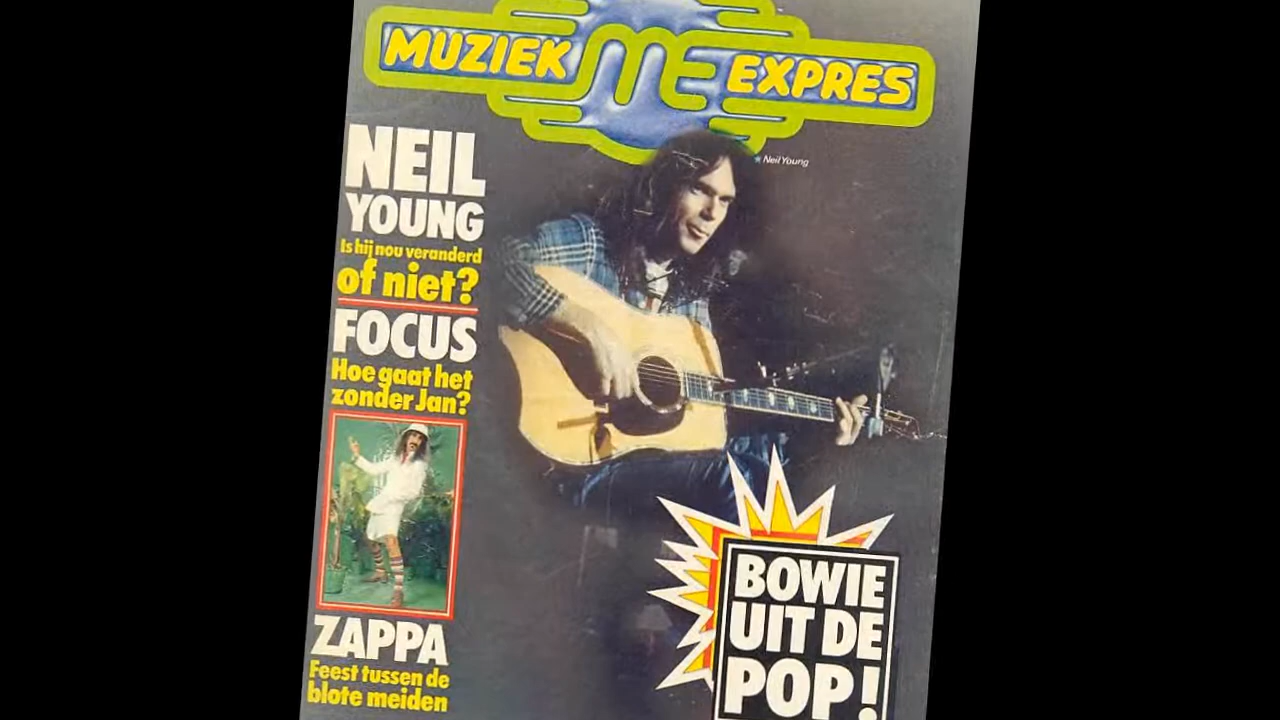 MUZIEK ME EXPRES
★ Neil Young
NEIL
YOUNG
Is hij nou veranderd
of niet?
FOCUS
Hoe gaat het
zonder Jan?
ZAPPA
Feest tussen de
blote meiden
BOWIE
UIT DE
POP!